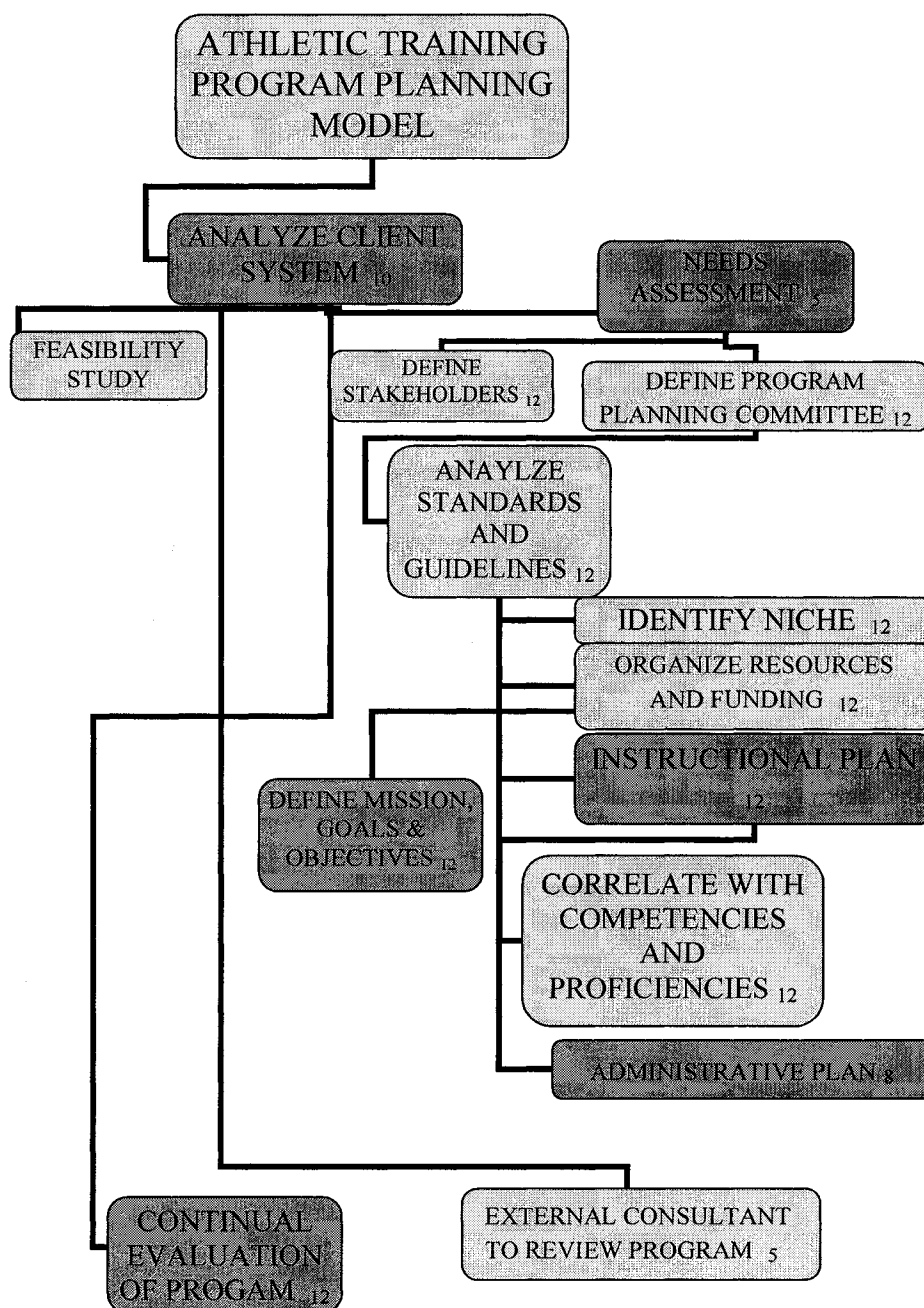 ATHLETIC TRAINING
PROGRAM PLANNING
MODEL
ANALYZE CLIENT
SYSTEM 10
NEEDS
ASSESSMENT 5
FEASIBILITY
STUDY
DEFINE
STAKEHOLDERS 12
DEFINE PROGRAM
PLANNING COMMITTEE 12
ANAYLZE
STANDARDS
AND
GUIDELINES 12
IDENTIFY NICHE 12
ORGANIZE RESOURCES
AND FUNDING 12
INSTRUCTIONAL PLAN
12
DEFINE MISSION,
GOALS &
OBJECTIVES 12
CORRELATE WITH
COMPETENCIES
AND
PROFICIENCIES 12
ADMINISTRATIVE PLAN 8
CONTINUAL
EVALUATION
OF PROGAM 12
EXTERNAL CONSULTANT
TO REVIEW PROGRAM 5